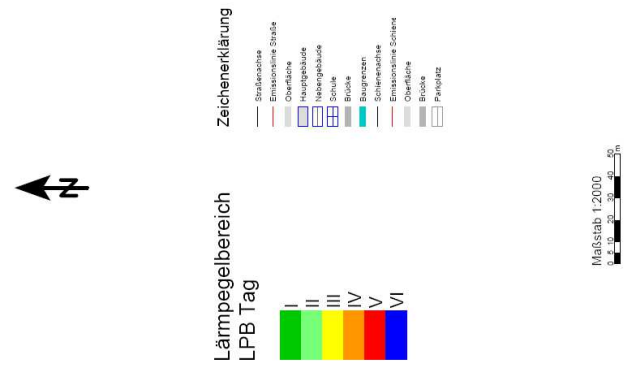 Zeichenerklärung
Straßenachse
Emissionslinie Straße
Oberfläche
Hauptgebäude
Nebengebäude
Schule
Brücke
Baugrenzen
Schienenachse
Emissionslinie Schiene
Oberfläche
Brücke
Parkplatz
N
Lärmpegelbereich
LPB Tag
I
II
III
IV
V
VI
Maßstab 1:2000
0 5 10 20 30 40 50
m